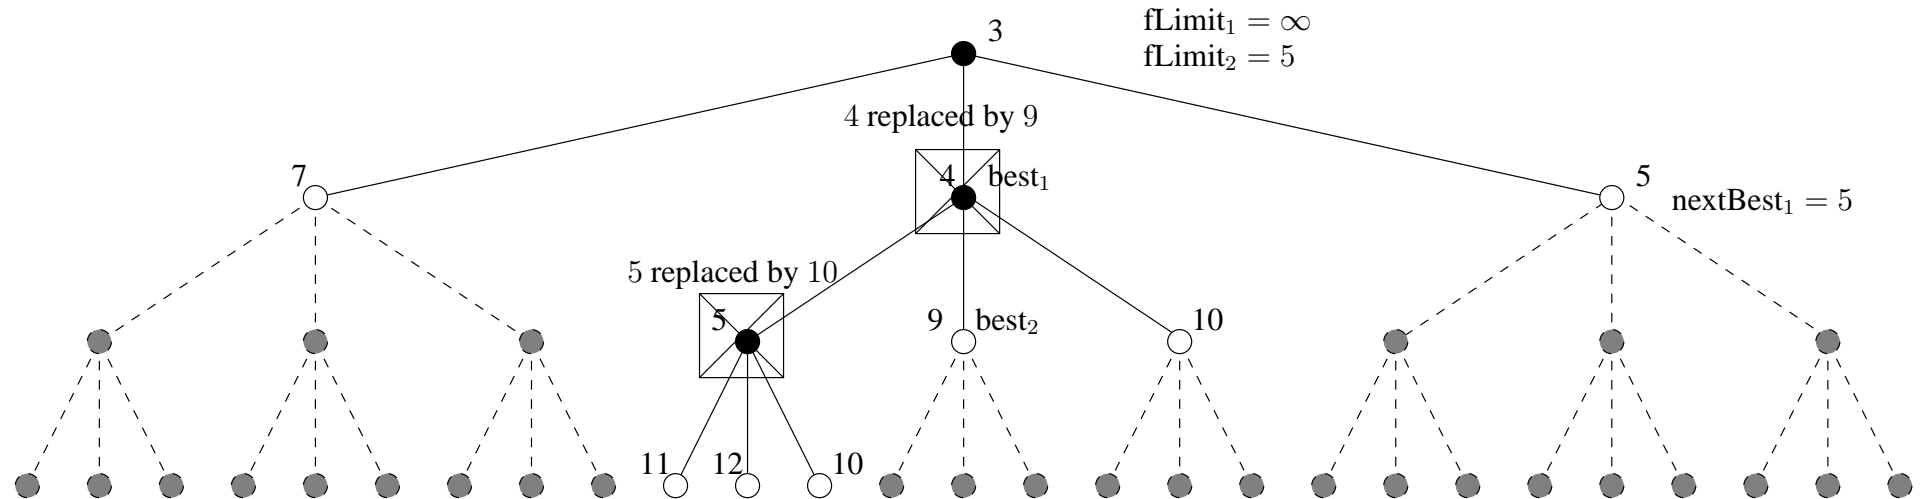 3
fLimit₁ = ∞
fLimit₂ = 5
4 replaced by 9
7
4 best₁
5
nextBest₁ = 5
5 replaced by 10
5
9 best₂
10
11
12
10